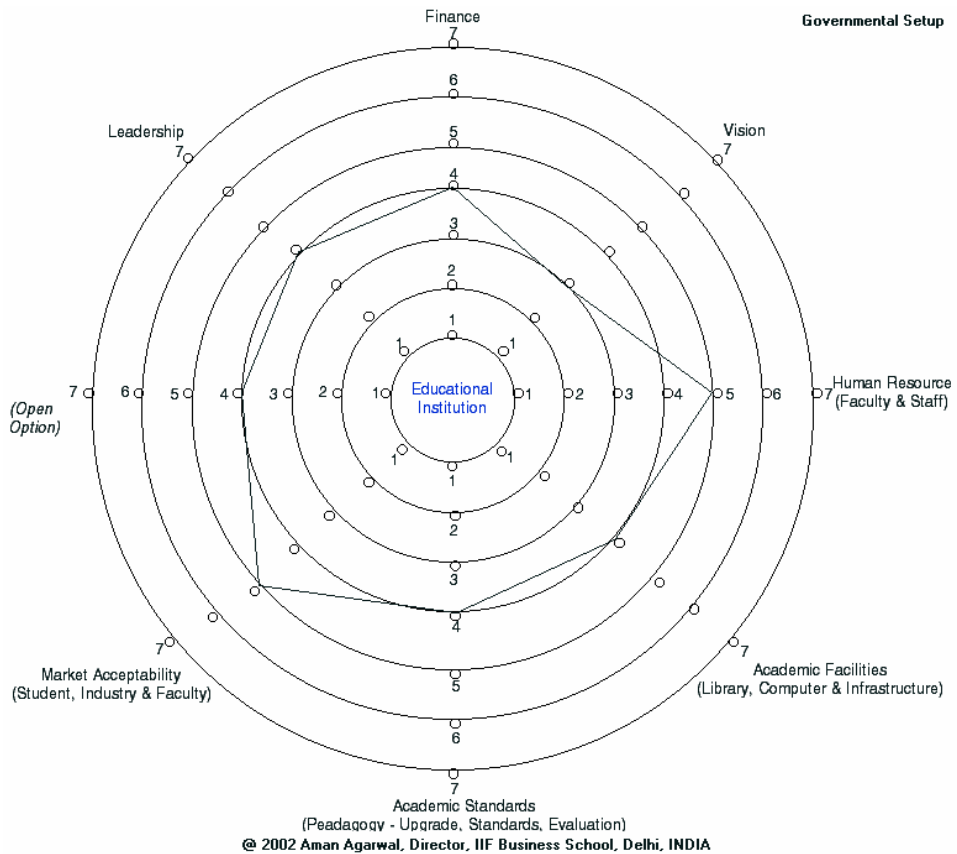 Finance
Governmental Setup
7
6
Leadership
Vision
7
7
5
4
3
2
1
1
1
7 6 5 4 3 2 1
Educational
Institution
1 2 3 4 5 6 7
Human Resource
(Faculty & Staff)
(Open
Option)
1
1
1
2
3
4
7
7
Market Acceptability
(Student, Industry & Faculty)
Academic Facilities
(Library, Computer & Infrastructure)
5
6
7
Academic Standards
(Peadagogy - Upgrade, Standards, Evaluation)
@ 2002 Aman Agarwal, Director, IIF Business School, Delhi, INDIA